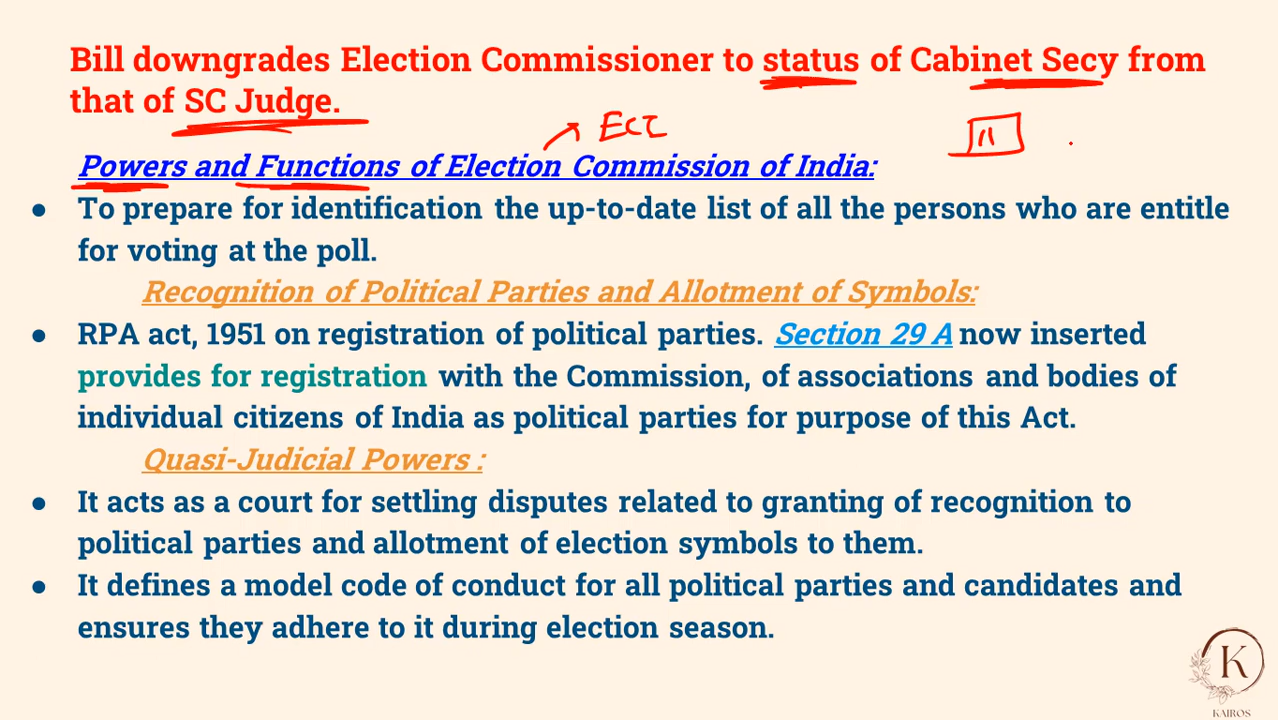 Bill downgrades Election Commissioner to status of Cabinet Secy from
that of SC Judge.
ECI
Powers and Functions of Election Commission of India:
● To prepare for identification the up-to-date list of all the persons who are entitle
for voting at the poll.
Recognition of Political Parties and Allotment of Symbols:
● RPA act, 1951 on registration of political parties. Section 29 A now inserted
provides for registration with the Commission, of associations and bodies of
individual citizens of India as political parties for purpose of this Act.
Quasi-Judicial Powers :
● It acts as a court for settling disputes related to granting of recognition to
political parties and allotment of election symbols to them.
● It defines a model code of conduct for all political parties and candidates and
ensures they adhere to it during election season.
K
KAIROS